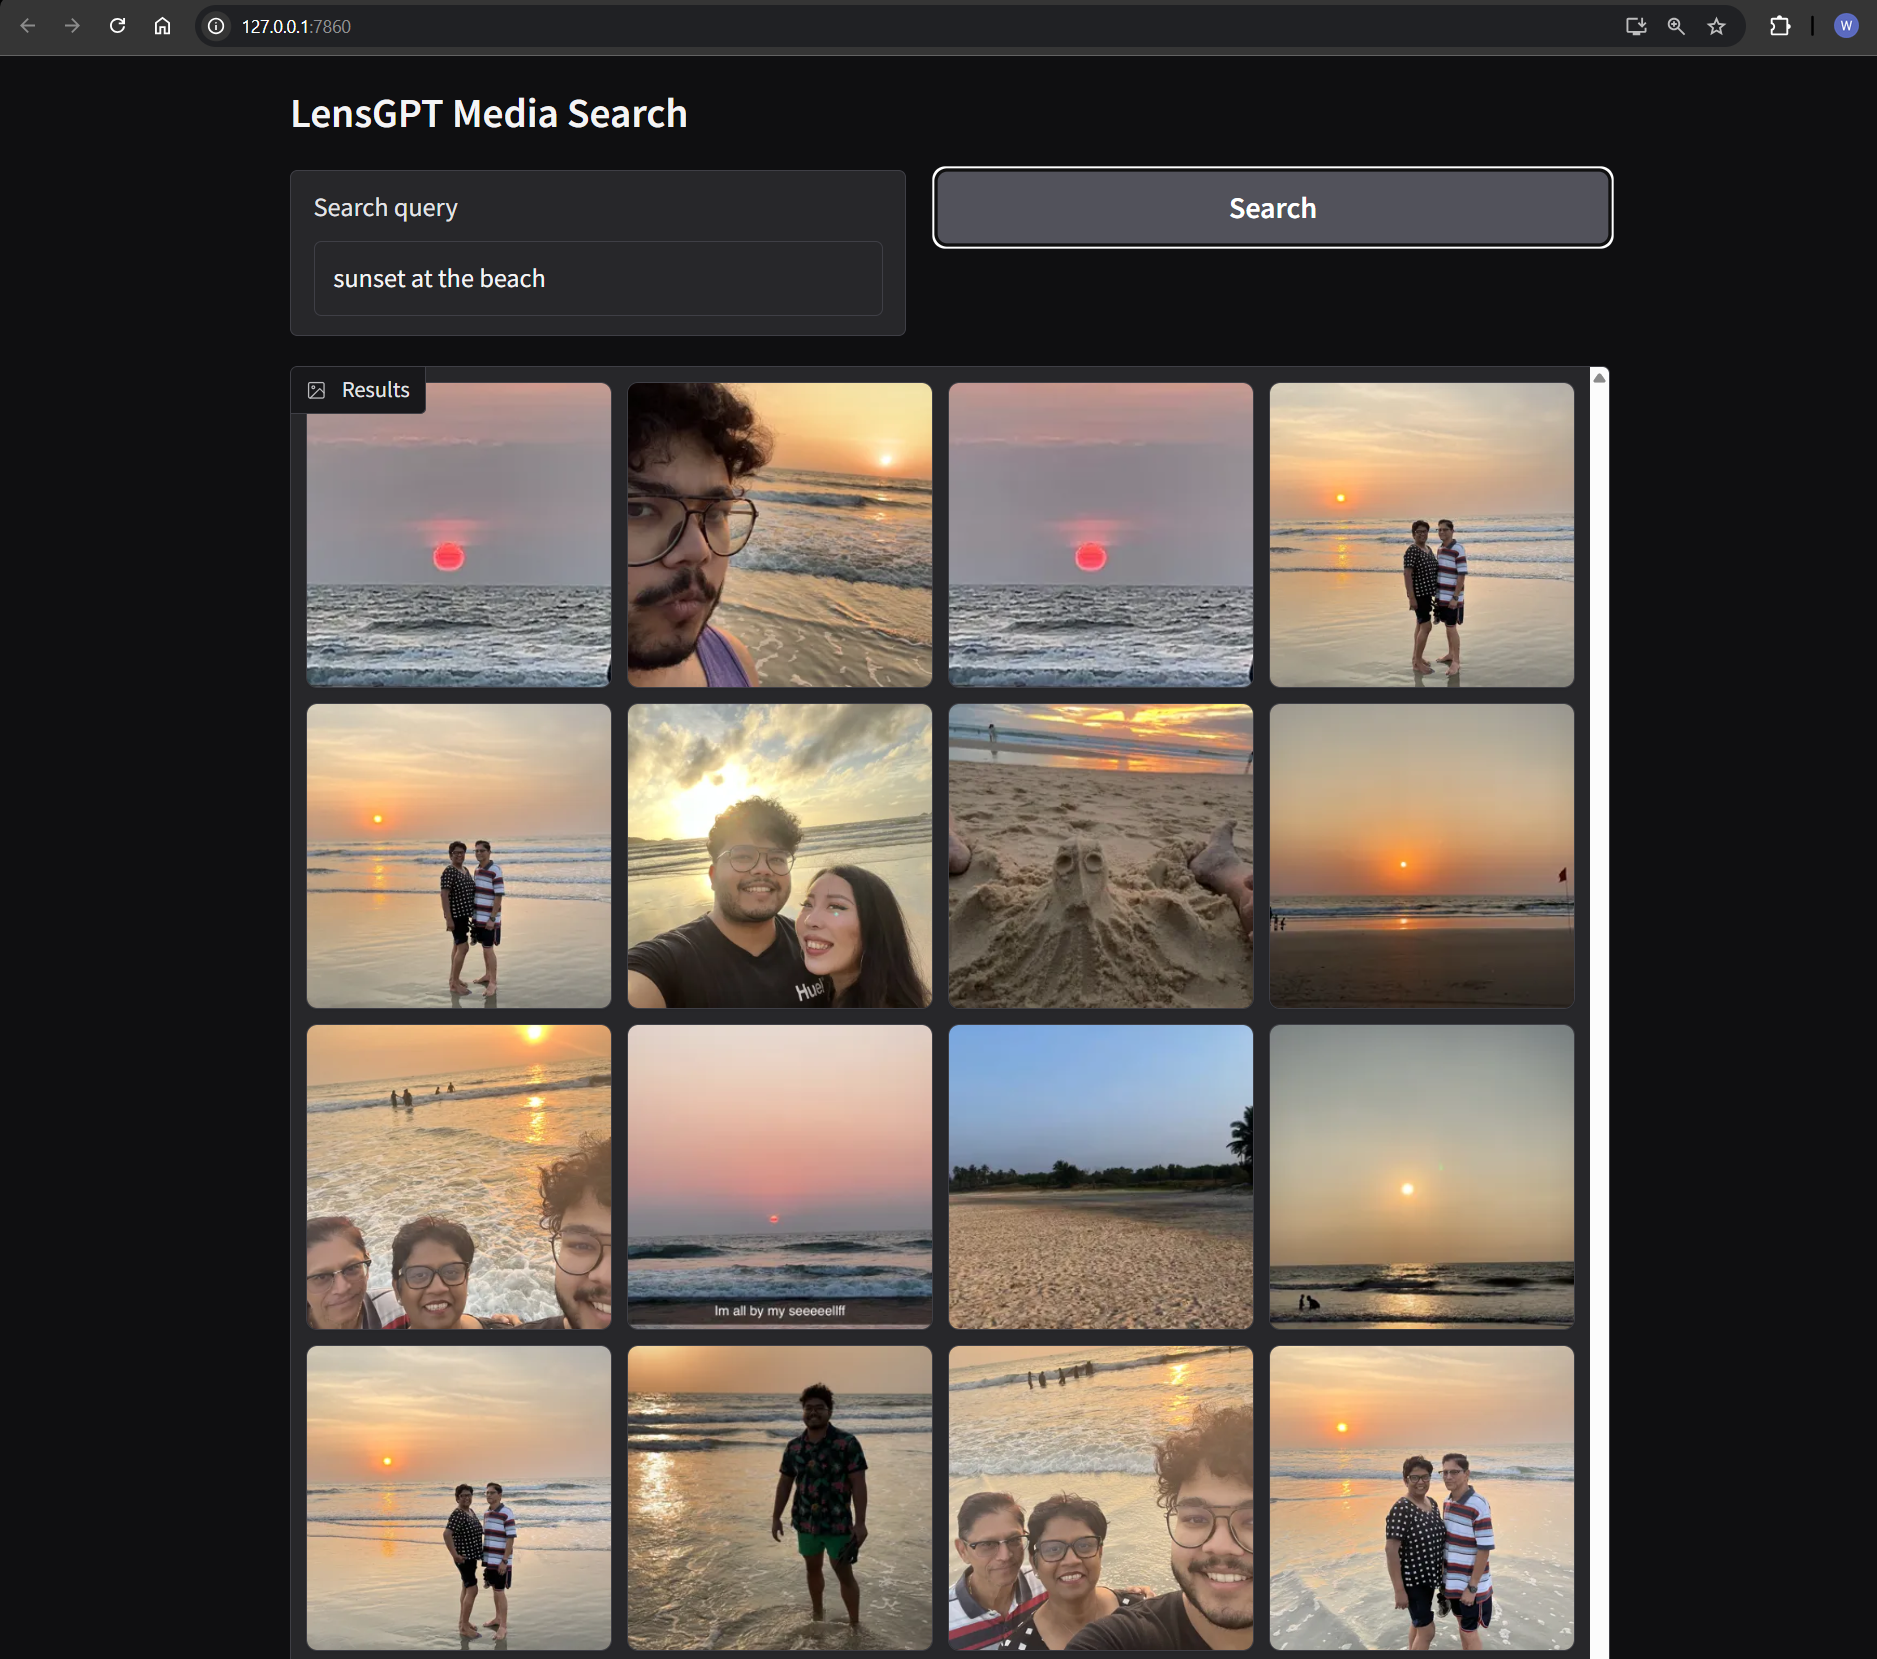 127.0.0.1:7860
W
LensGPT Media Search
Search query
Search
sunset at the beach
Results
Huel
Im all by my seeeeellff